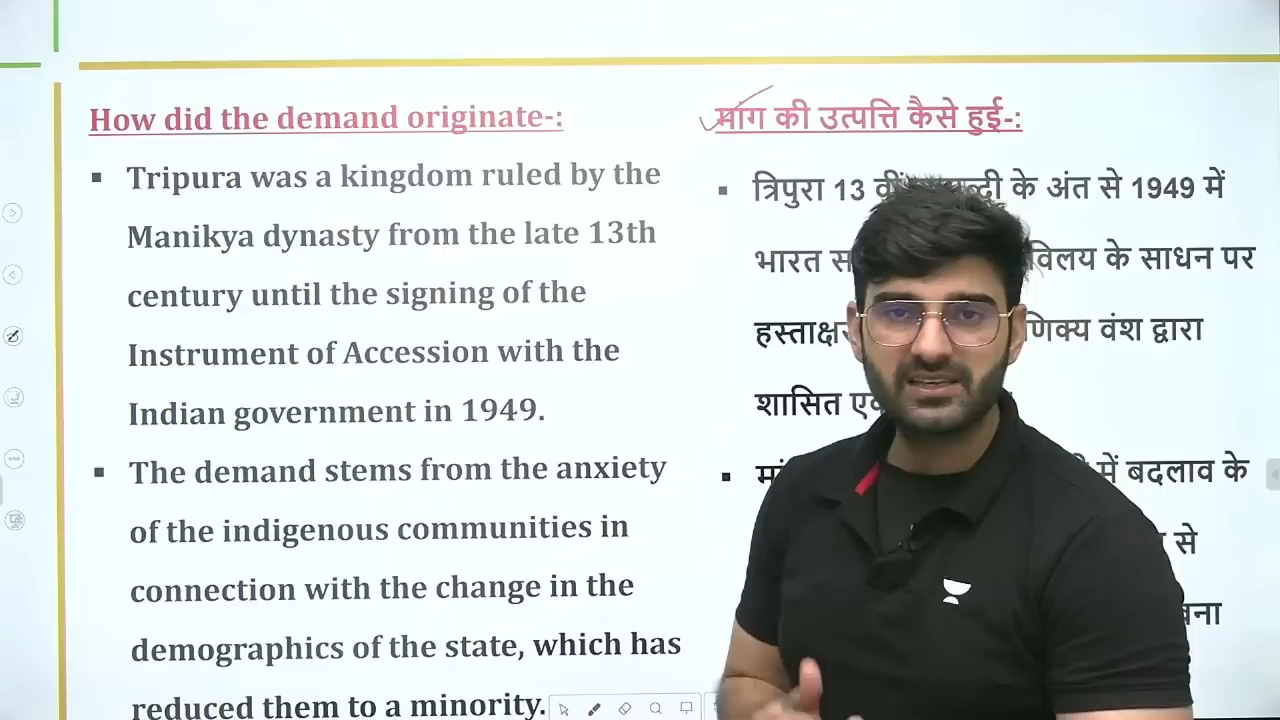 How did the demand originate-:
Tripura was a kingdom ruled by the
Manikya dynasty from the late 13th
century until the signing of the
Instrument of Accession with the
Indian government in 1949.
The demand stems from the anxiety
of the indigenous communities in
connection with the change in the
demographics of the state, which has
reduced them to a minority.
मांग की उत्पत्ति कैसे हुई-:
त्रिपुरा 13 वीं के अंत से 1949 में
भारत विलय के साधन पर
वंश द्वारा
शासित
में बदलाव के
से